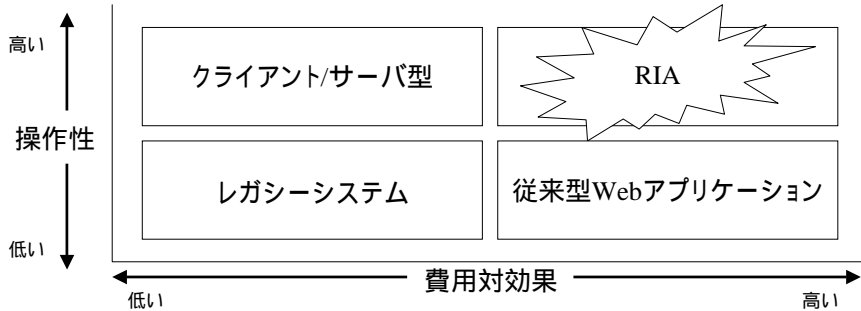 高い
クライアント/サーバ型
RIA
操作性
レガシーシステム
従来型Webアプリケーション
低い
費用対効果
低い
高い